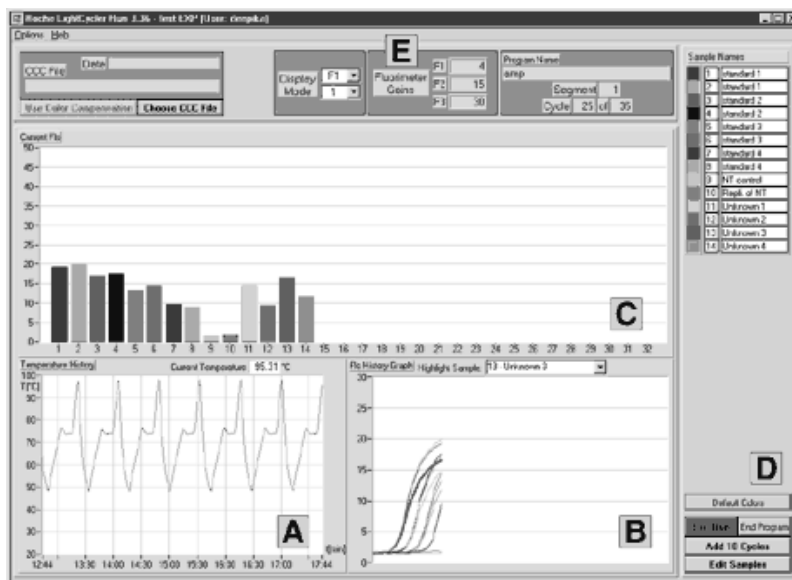 Roche LightCycler Run 3.36 - Test EXP [User: deepika]
Options Help
CCC File Date
Use Color Compensation Choose CCC File
Display Mode F1 1
E
Fluorimeter Gains
F1 4
F2 15
F3 30
Program Name
amp
Segment 1
Cycle 25 of 35
Sample Names
1 standard 1
2 standard 1
3 standard 2
4 standard 2
5 standard 3
6 standard 3
7 standard 4
8 standard 4
9 NT control
10 Repli. of NT
11 Unknown 1
12 Unknown 2
13 Unknown 3
14 Unknown 4
Current Flu
50-
45-
40-
35-
30-
25-
20-
15-
10-
5-
0-
C
1 2 3 4 5 6 7 8 9 10 11 12 13 14 15 16 17 18 19 20 21 22 23 24 25 26 27 28 29 30 31 32
Temperature History Current Temperature 95.31 °C
100
T[°C]
90-
80-
70-
60-
50-
40-
30-
20-
A
12:44 13:30 14:00 14:30 15:00 15:30 16:00 16:30 17:00 17:44
Flu History Graph Highlight Sample 13 - Unknown 3
30-
25-
20-
15-
10-
5-
0-
B
D
Default Colors
End Program
Add 10 Cycles
Edit Samples